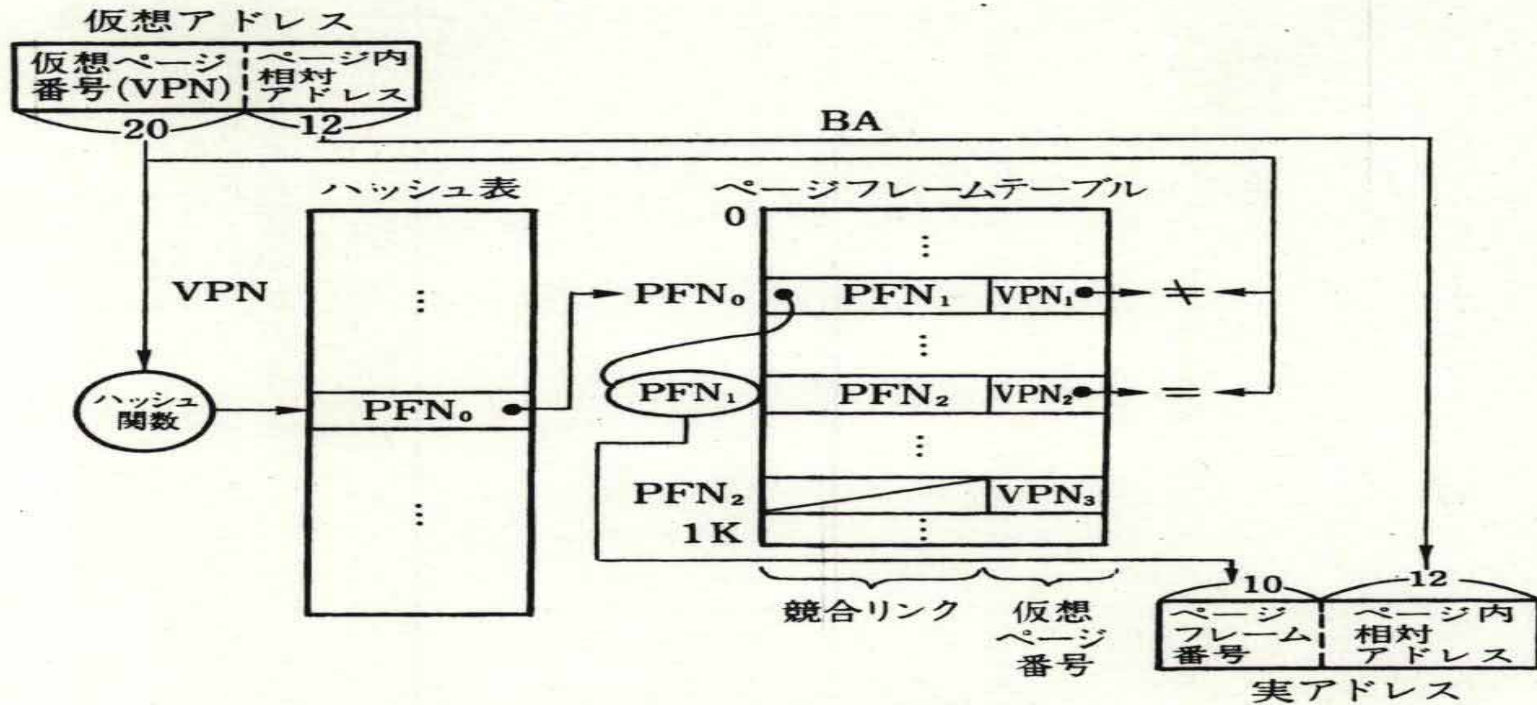 仮想アドレス
仮想ページ
番号(VPN)
ページ内
相対
アドレス
20
12
BA
ハッシュ表
ページフレームテーブル
0
⋮
VPN
⋮
PFN₀
PFN₁
VPN₁
≠
⋮
ハッシュ
関数
PFN₀
PFN₁
PFN₂
VPN₂
=
⋮
⋮
PFN₂
VPN₃
1K
⋮
競合リンク
仮想
ページ
番号
10
12
ページ
フレーム
番号
ページ内
相対
アドレス
実アドレス